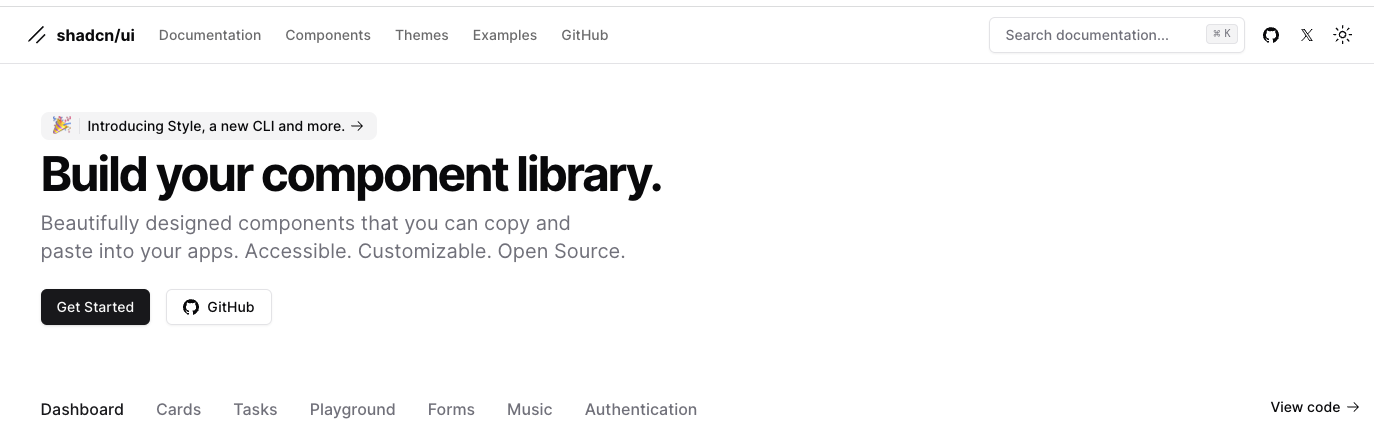 shadcn/ui Documentation Components Themes Examples GitHub Search documentation... ⌘ K
Introducing Style, a new CLI and more. →
Build your component library.
Beautifully designed components that you can copy and
paste into your apps. Accessible. Customizable. Open Source.
Get Started GitHub
Dashboard Cards Tasks Playground Forms Music Authentication View code →